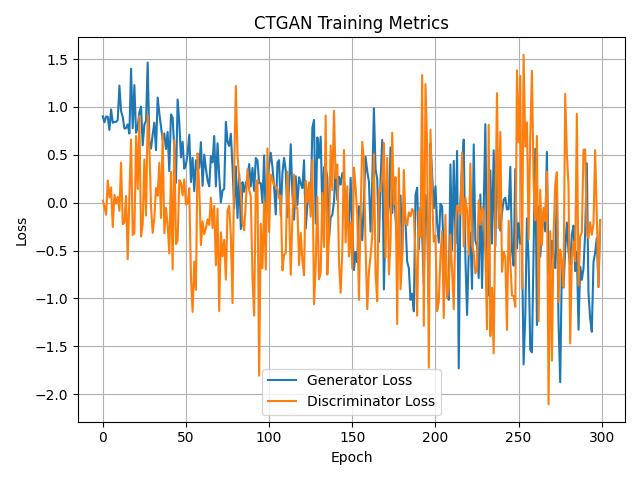 CTGAN Training Metrics
1.5
1.0
0.5
0.0
−0.5
−1.0
−1.5
−2.0
Loss
Generator Loss
Discriminator Loss
0 50 100 150 200 250 300
Epoch